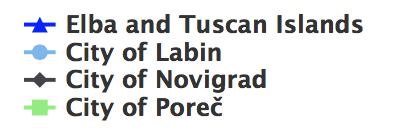 Elba and Tuscan Islands
City of Labin
City of Novigrad
City of Poreč